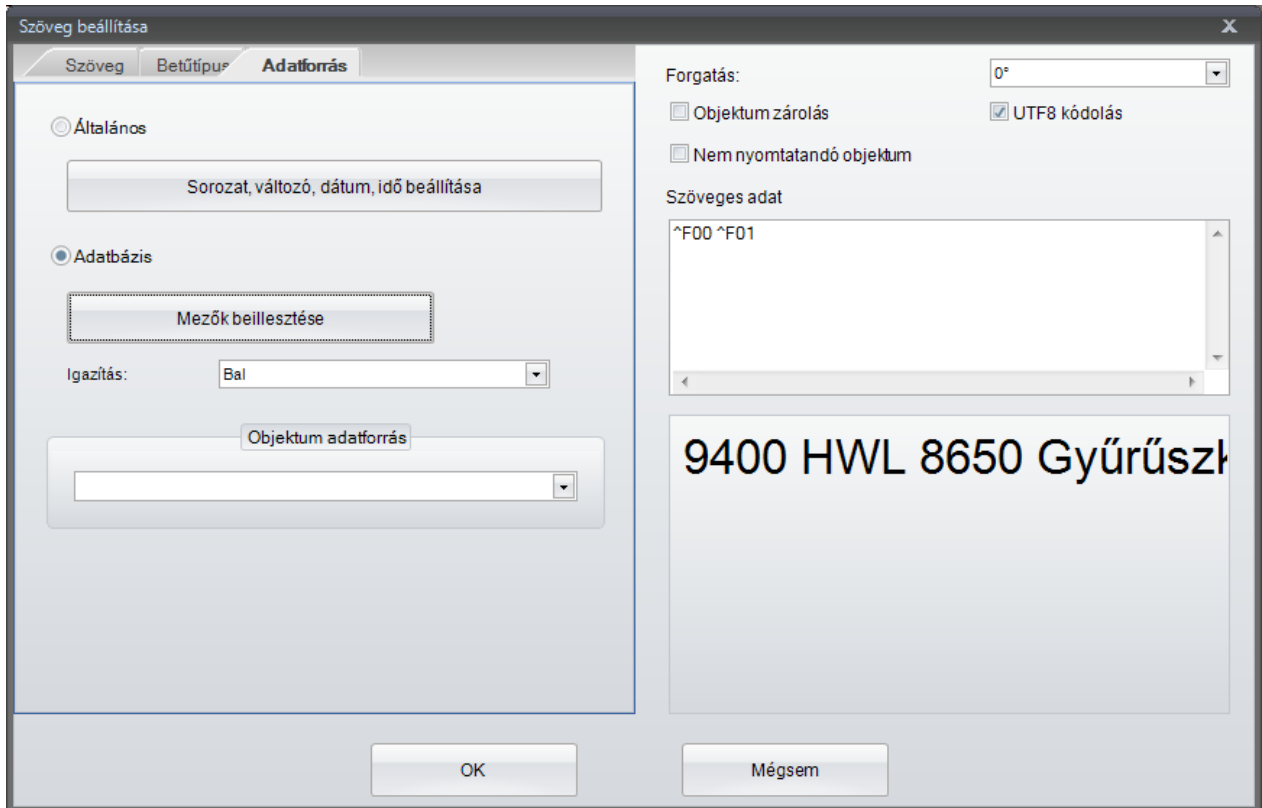 Szöveg beállítása
X
Szöveg
Betűtípus
Adatforrás
Általános
Sorozat, változó, dátum, idő beállítása
Adatbázis
Mezők beillesztése
Igazítás:
Bal
Objektum adatforrás
Forgatás:
0°
Objektum zárolás
UTF8 kódolás
Nem nyomtatandó objektum
Szöveges adat
^F00 ^F01
9400 HWL 8650 Gyűrűszk
OK
Mégsem